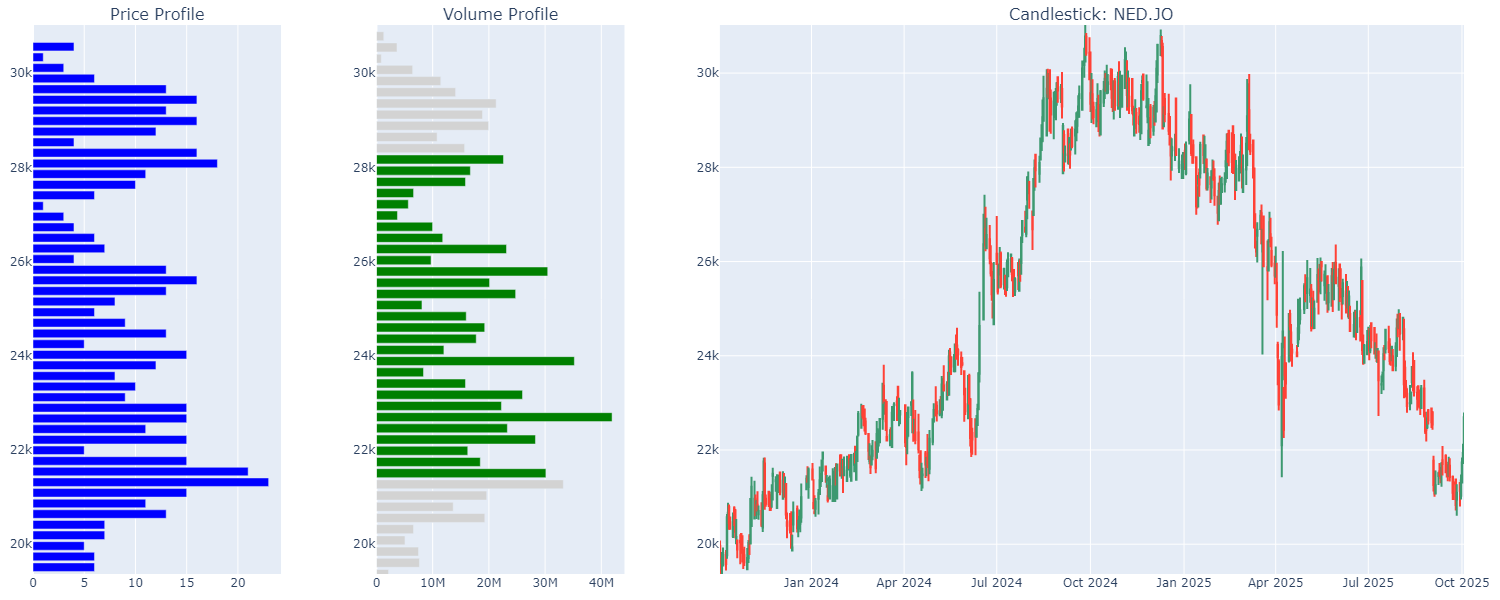 Price Profile
Volume Profile
Candlestick: NED.JO
30k
28k
26k
24k
22k
20k
0
5
10
15
20
30k
28k
26k
24k
22k
20k
0
10M
20M
30M
40M
30k
28k
26k
24k
22k
20k
Jan 2024
Apr 2024
Jul 2024
Oct 2024
Jan 2025
Apr 2025
Jul 2025
Oct 2025